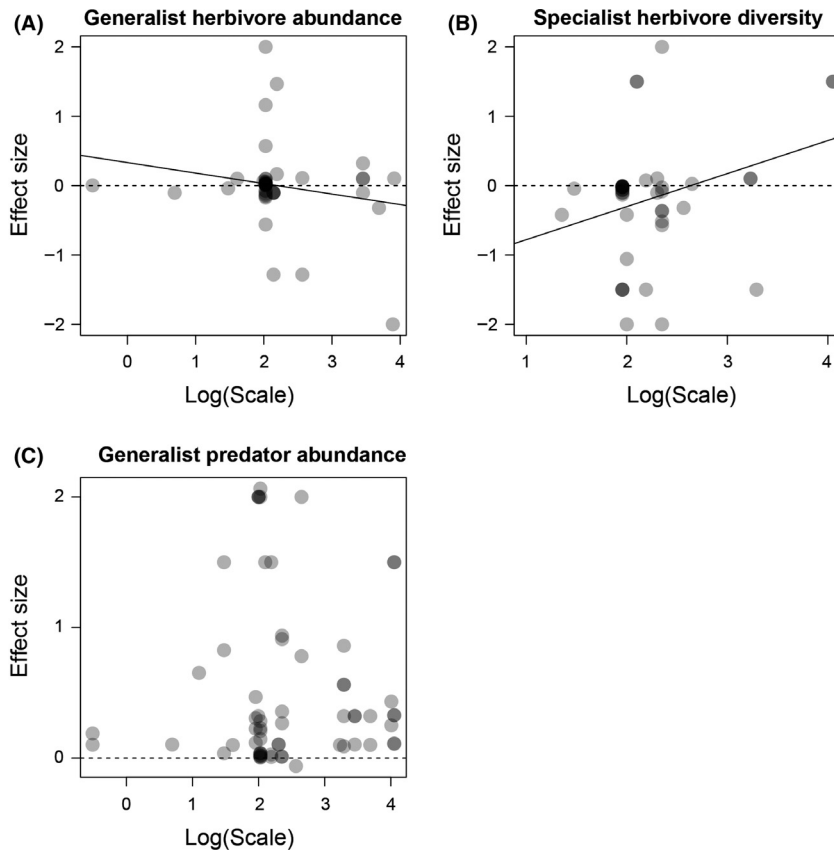 (A) Generalist herbivore abundance
2
1
0
−1
−2
Effect size
0 1 2 3 4
Log(Scale)
(B) Specialist herbivore diversity
2
1
0
−1
−2
Effect size
1 2 3 4
Log(Scale)
(C) Generalist predator abundance
2
1
0
Effect size
0 1 2 3 4
Log(Scale)